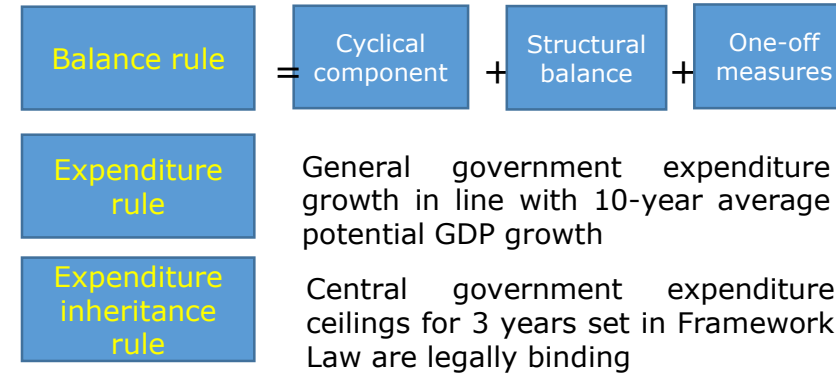 Balance rule = Cyclical component + Structural balance + One-off measures
Expenditure
rule
General government expenditure
growth in line with 10-year average
potential GDP growth
Expenditure
inheritance
rule
Central government expenditure
ceilings for 3 years set in Framework
Law are legally binding